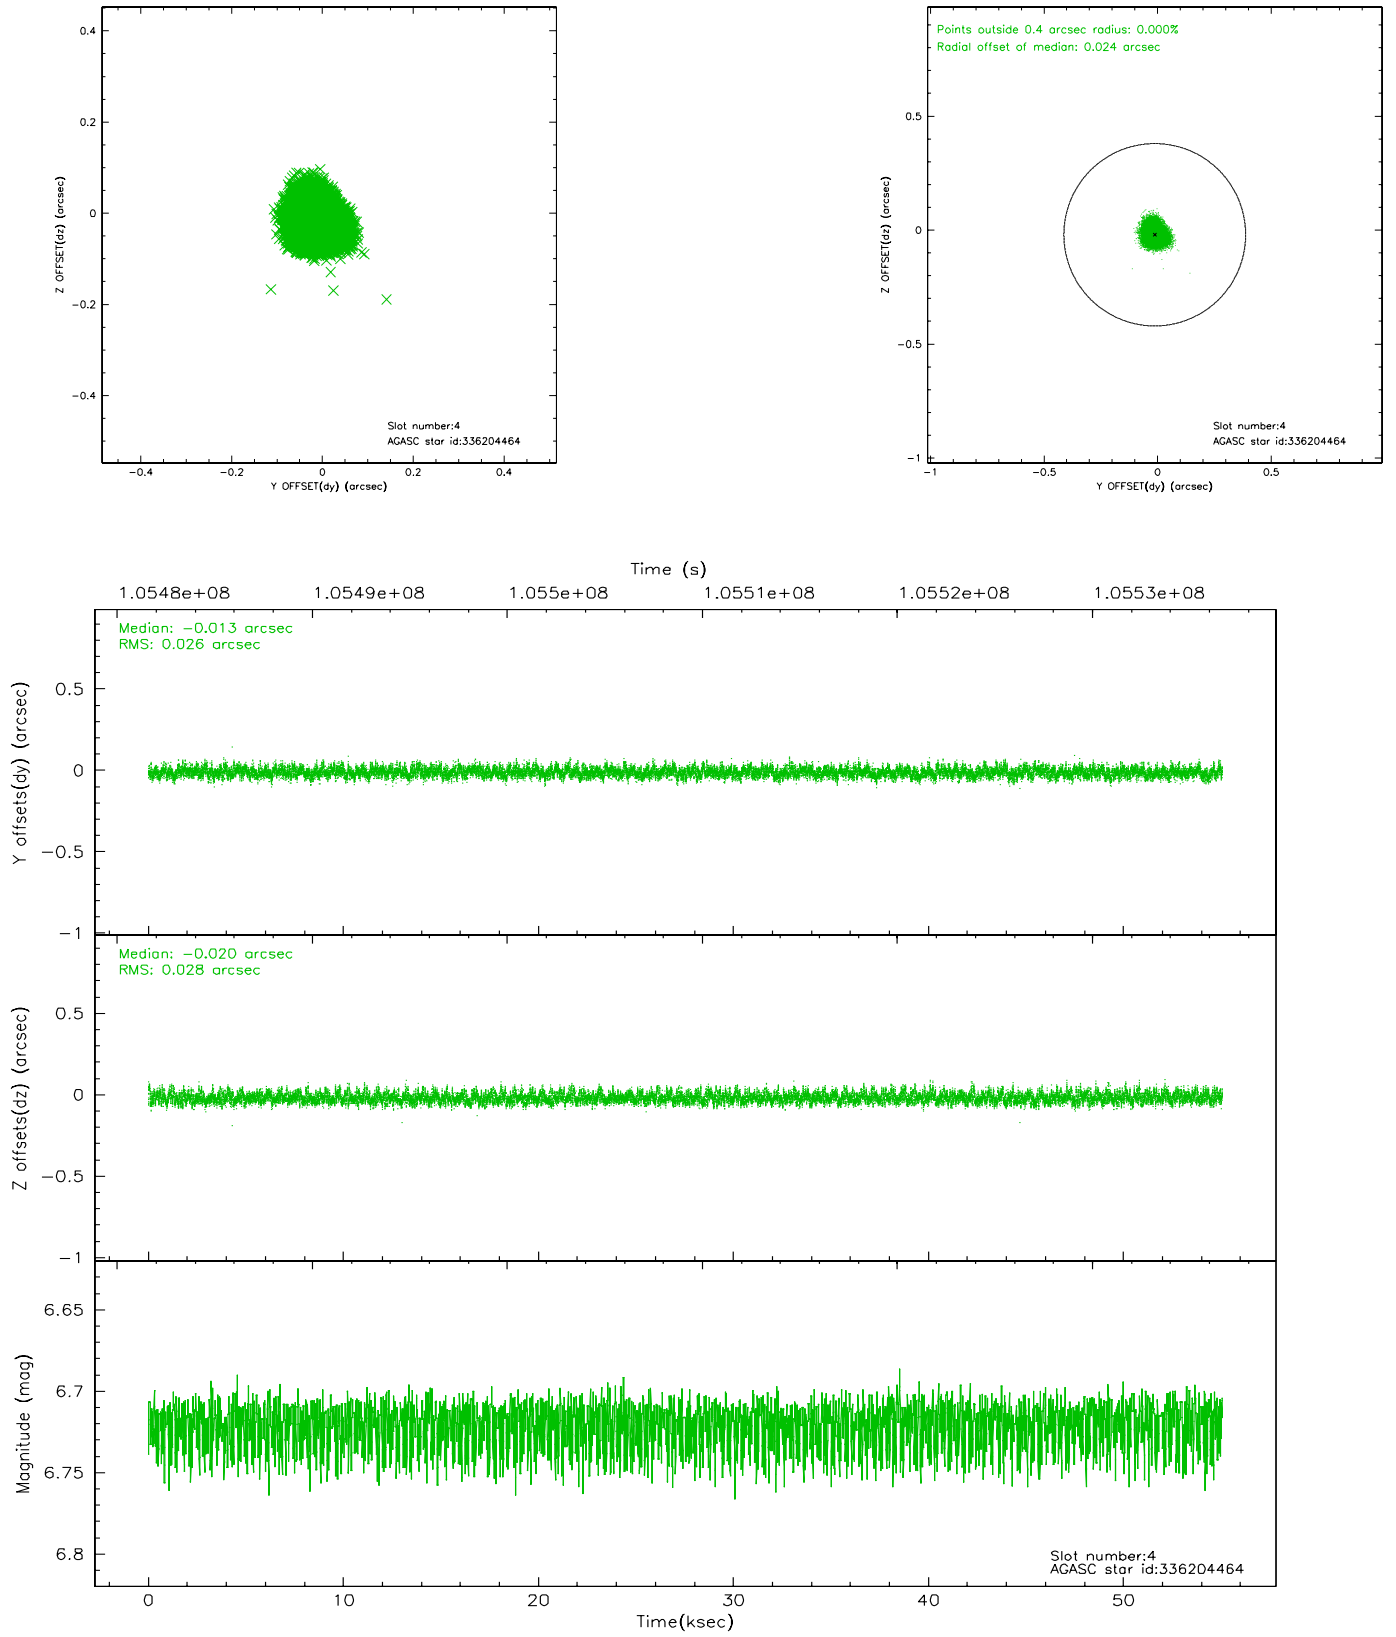 0.4
0.2
0
−0.2
−0.4
Z OFFSET(dz) (arcsec)
Slot number:4
AGASC star id:336204464
−0.4 −0.2 0 0.2 0.4
Y OFFSET(dy) (arcsec)
Points outside 0.4 arcsec radius: 0.000%
Radial offset of median: 0.024 arcsec
0.5
0
−0.5
−1
Z OFFSET(dz) (arcsec)
Slot number:4
AGASC star id:336204464
−1 −0.5 0 0.5
Y OFFSET(dy) (arcsec)
Time (s)
1.0548e+08 1.0549e+08 1.055e+08 1.0551e+08 1.0552e+08 1.0553e+08
Median: −0.013 arcsec
RMS: 0.026 arcsec
0.5
0
−0.5
−1
Y offsets(dy) (arcsec)
Median: −0.020 arcsec
RMS: 0.028 arcsec
0.5
0
−0.5
−1
Z offsets(dz) (arcsec)
6.65
6.7
6.75
6.8
Magnitude (mag)
Slot number:4
AGASC star id:336204464
0 10 20 30 40 50
Time(ksec)